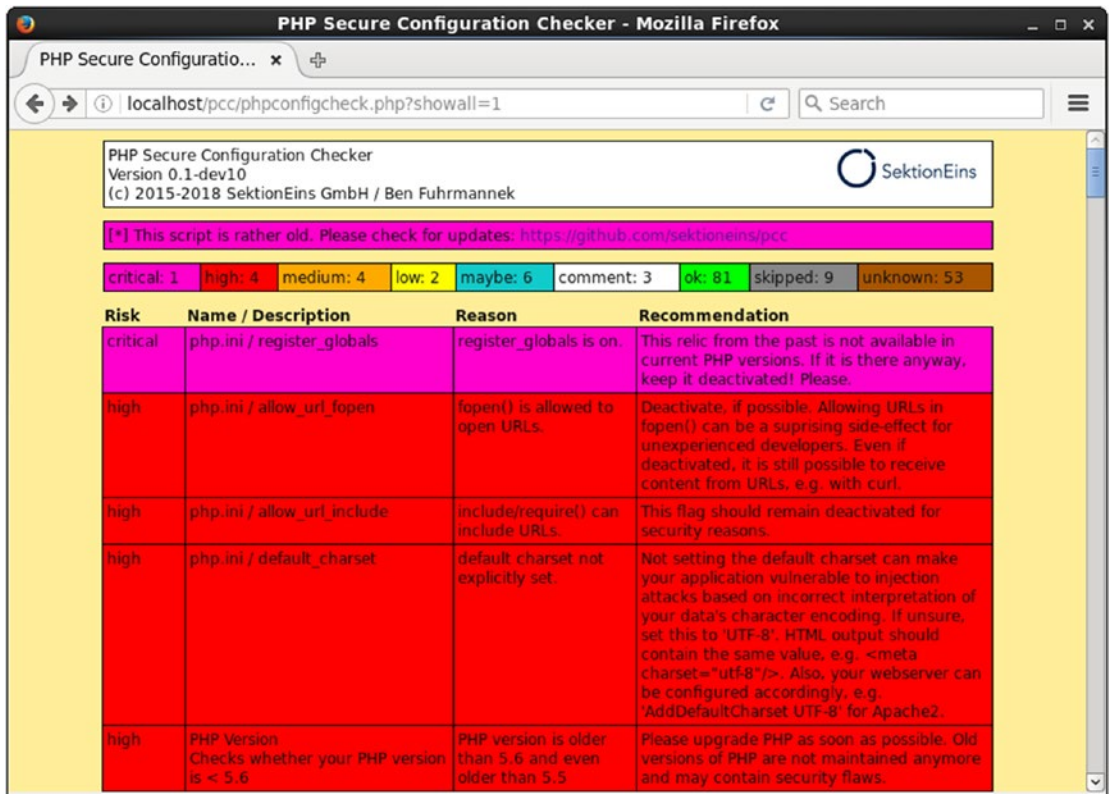 PHP Secure Configuration Checker - Mozilla Firefox
PHP Secure Configuratio...
localhost/pcc/phpconfigcheck.php?showall=1
Search
PHP Secure Configuration Checker
Version 0.1-dev10
(c) 2015-2018 SektionEins GmbH / Ben Fuhrmannek
SektionEins
[*] This script is rather old. Please check for updates: https://github.com/sektioneins/pcc
critical: 1 high: 4 medium: 4 low: 2 maybe: 6 comment: 3 ok: 81 skipped: 9 unknown: 53
Risk Name / Description Reason Recommendation
critical
php.ini / register_globals
register_globals is on.
This relic from the past is not available in
current PHP versions. If it is there anyway,
keep it deactivated! Please.
high
php.ini / allow_url_fopen
fopen() is allowed to
open URLs.
Deactivate, if possible. Allowing URLs in
fopen() can be a suprising side-effect for
unexperienced developers. Even if
deactivated, it is still possible to receive
content from URLs, e.g. with curl.
high
php.ini / allow_url_include
include/require() can
include URLs.
This flag should remain deactivated for
security reasons.
high
php.ini / default_charset
default charset not
explicitly set.
Not setting the default charset can make
your application vulnerable to injection
attacks based on incorrect interpretation of
your data's character encoding. If unsure,
set this to 'UTF-8'. HTML output should
contain the same value, e.g. <meta
charset="utf-8"/>. Also, your webserver can
be configured accordingly, e.g.
'AddDefaultCharset UTF-8' for Apache2.
high
PHP Version
Checks whether your PHP version
is < 5.6
PHP version is older
than 5.6 and even
older than 5.5
Please upgrade PHP as soon as possible. Old
versions of PHP are not maintained anymore
and may contain security flaws.